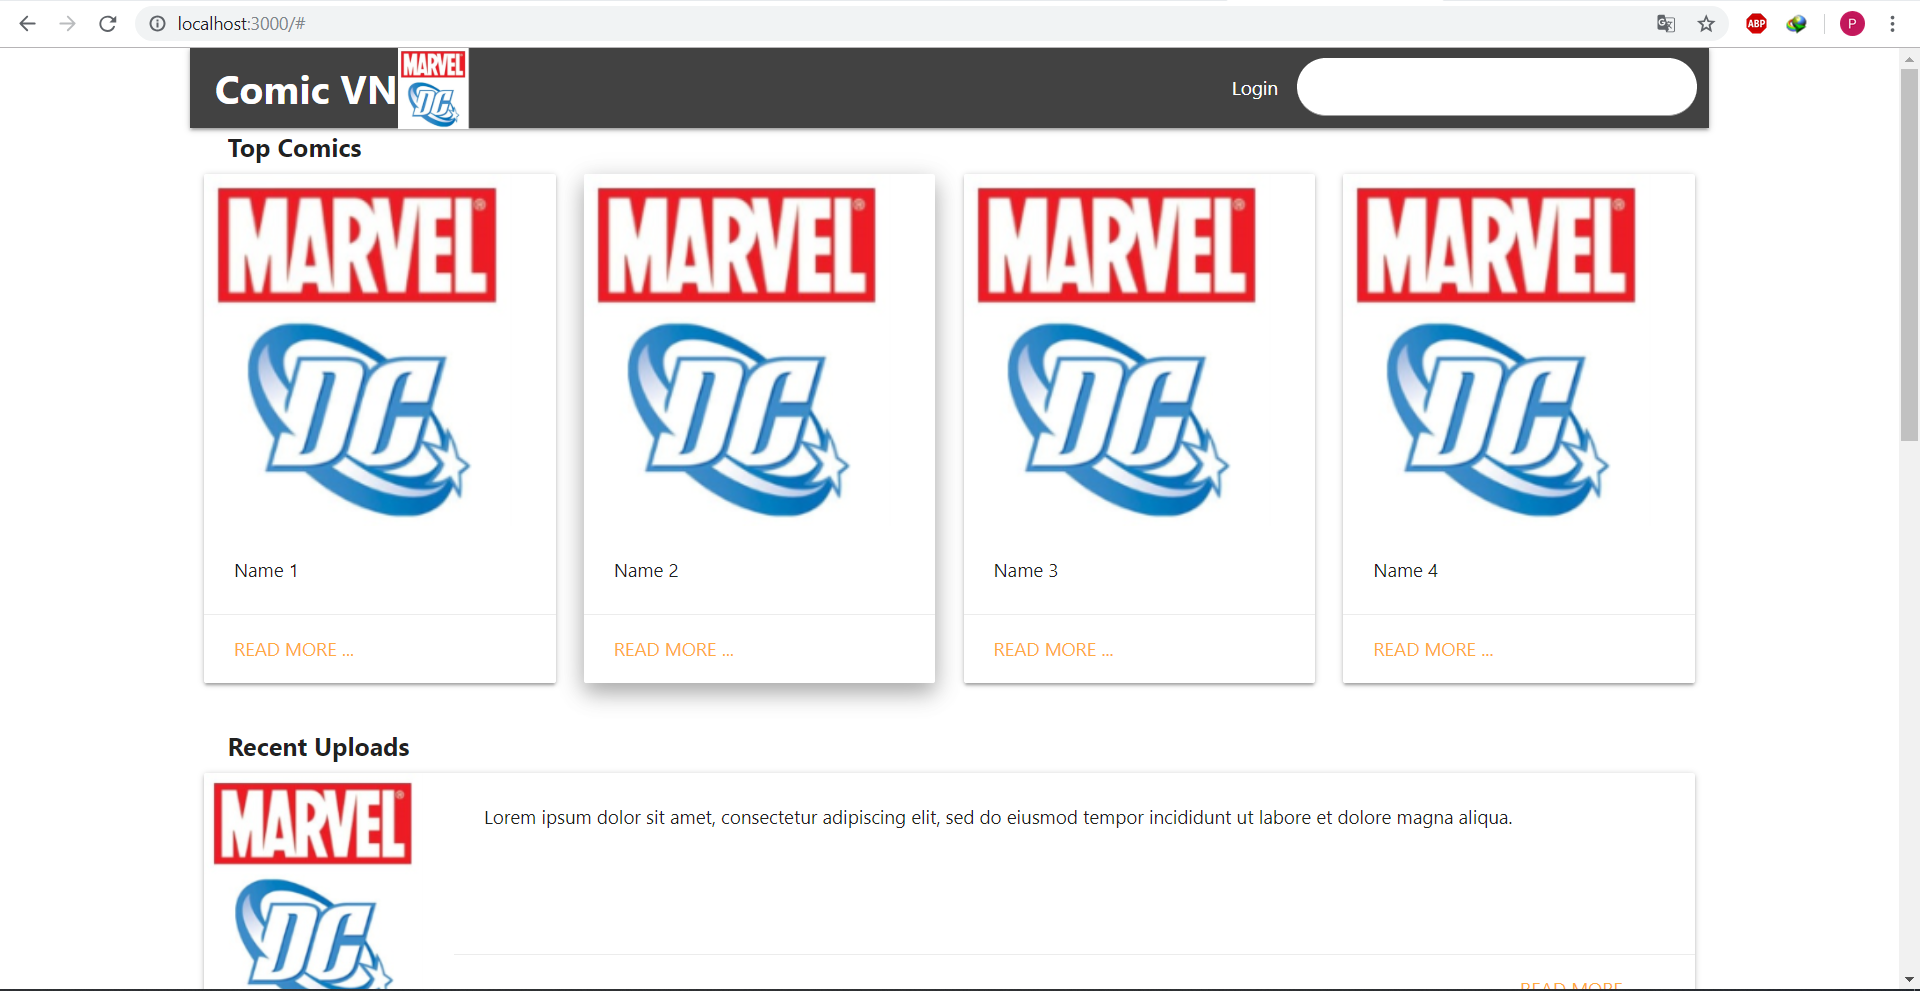 localhost:3000/#
ABP
P
Comic VN
MARVEL
DC
Login
Top Comics
MARVEL® MARVEL® MARVEL® MARVEL®
DC DC DC DC
Name 1 Name 2 Name 3 Name 4
READ MORE ... READ MORE ... READ MORE ... READ MORE ...
Recent Uploads
MARVEL®
Lorem ipsum dolor sit amet, consectetur adipiscing elit, sed do eiusmod tempor incididunt ut labore et dolore magna aliqua.
DC
READ MORE